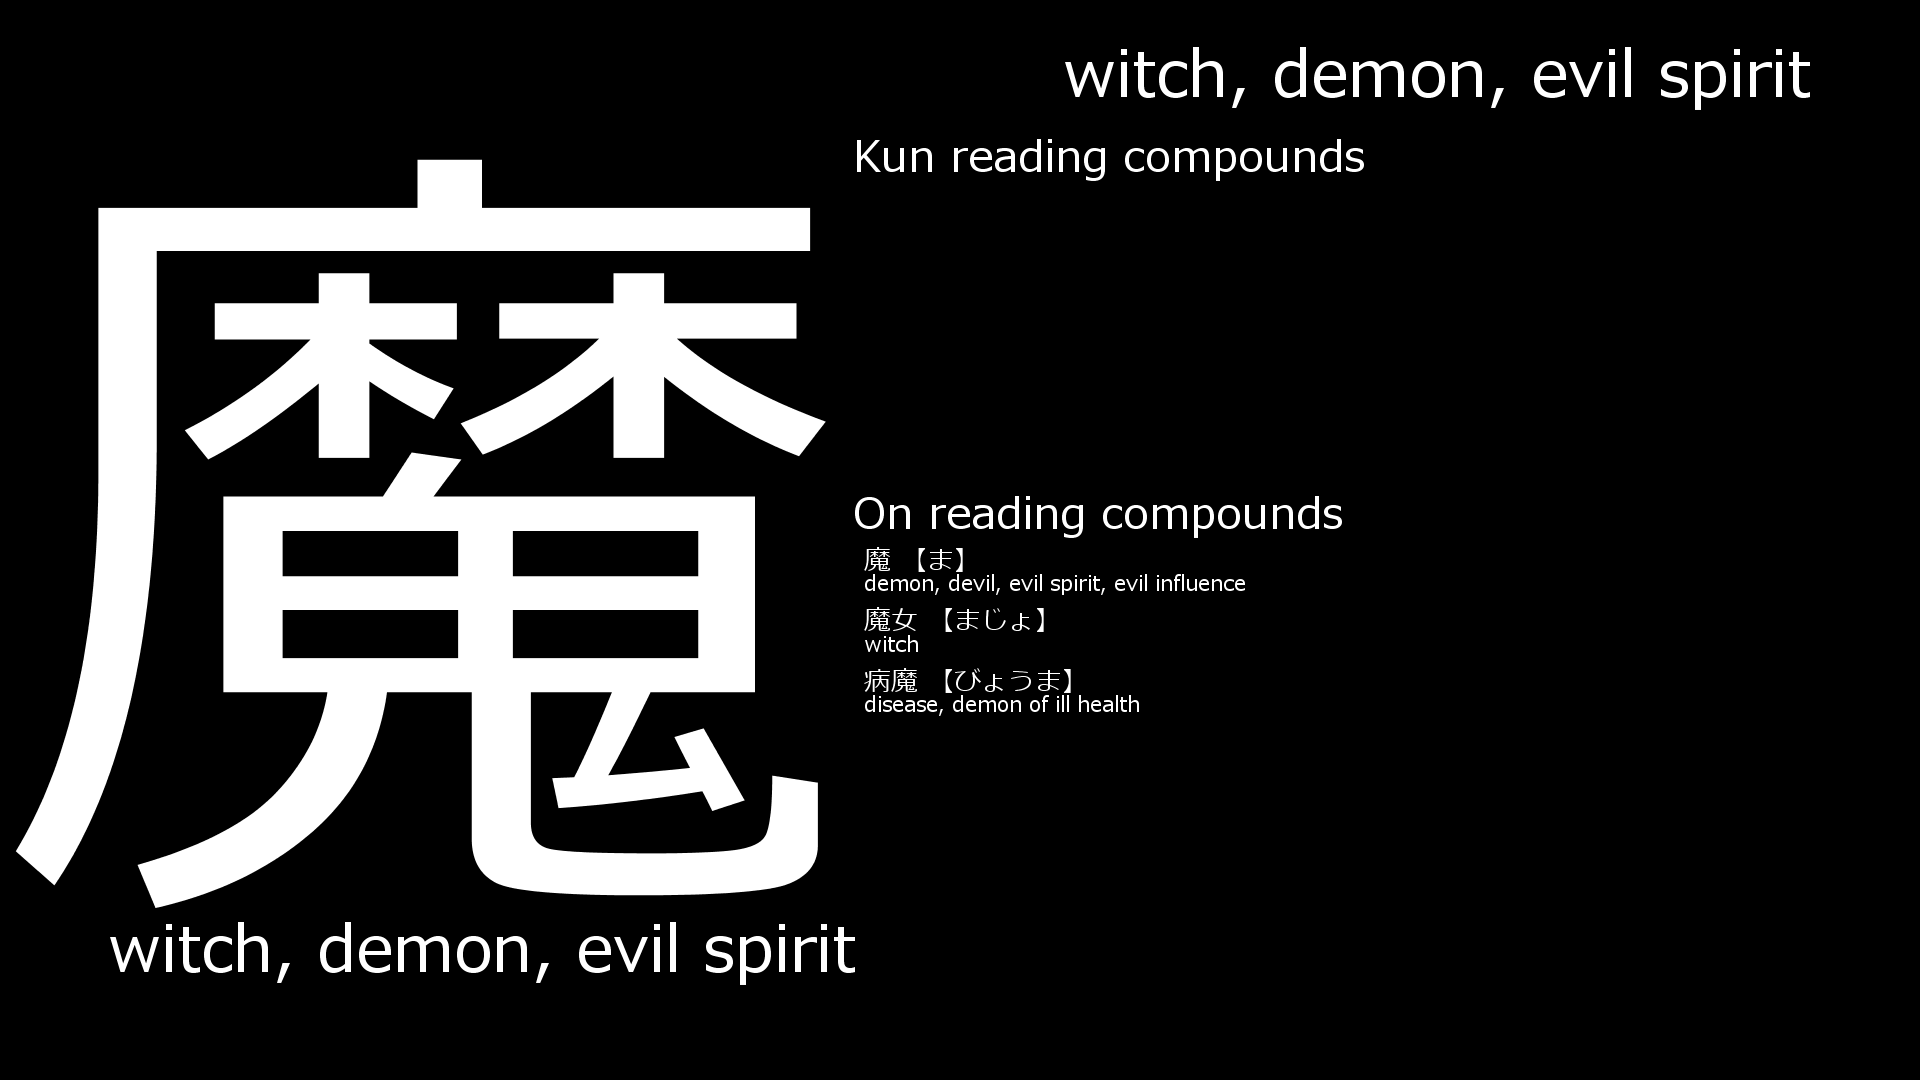 魔
witch, demon, evil spirit
witch, demon, evil spirit
Kun reading compounds
On reading compounds
魔 【ま】
demon, devil, evil spirit, evil influence
魔女 【まじょ】
witch
病魔 【びょうま】
disease, demon of ill health